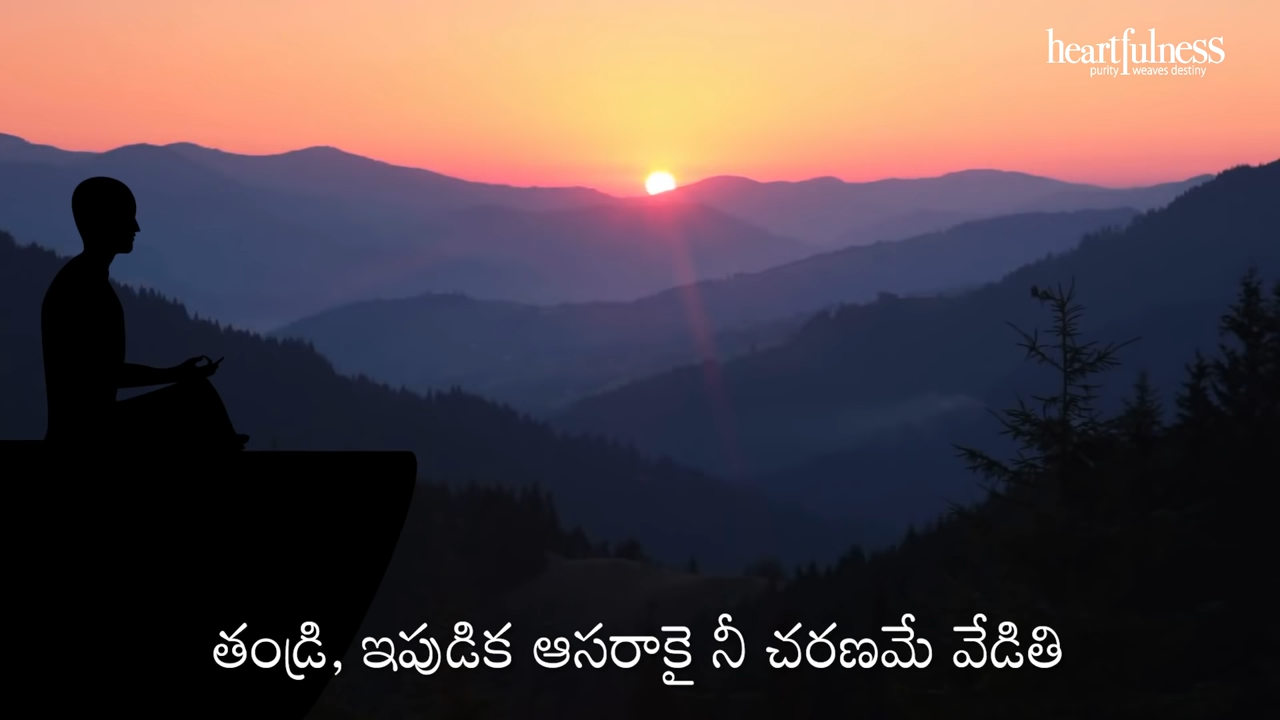 heartfulness
purity weaves destiny
తండ్రి, ఇపుడిక ఆసరాకై నీ చరణమే వేడితి